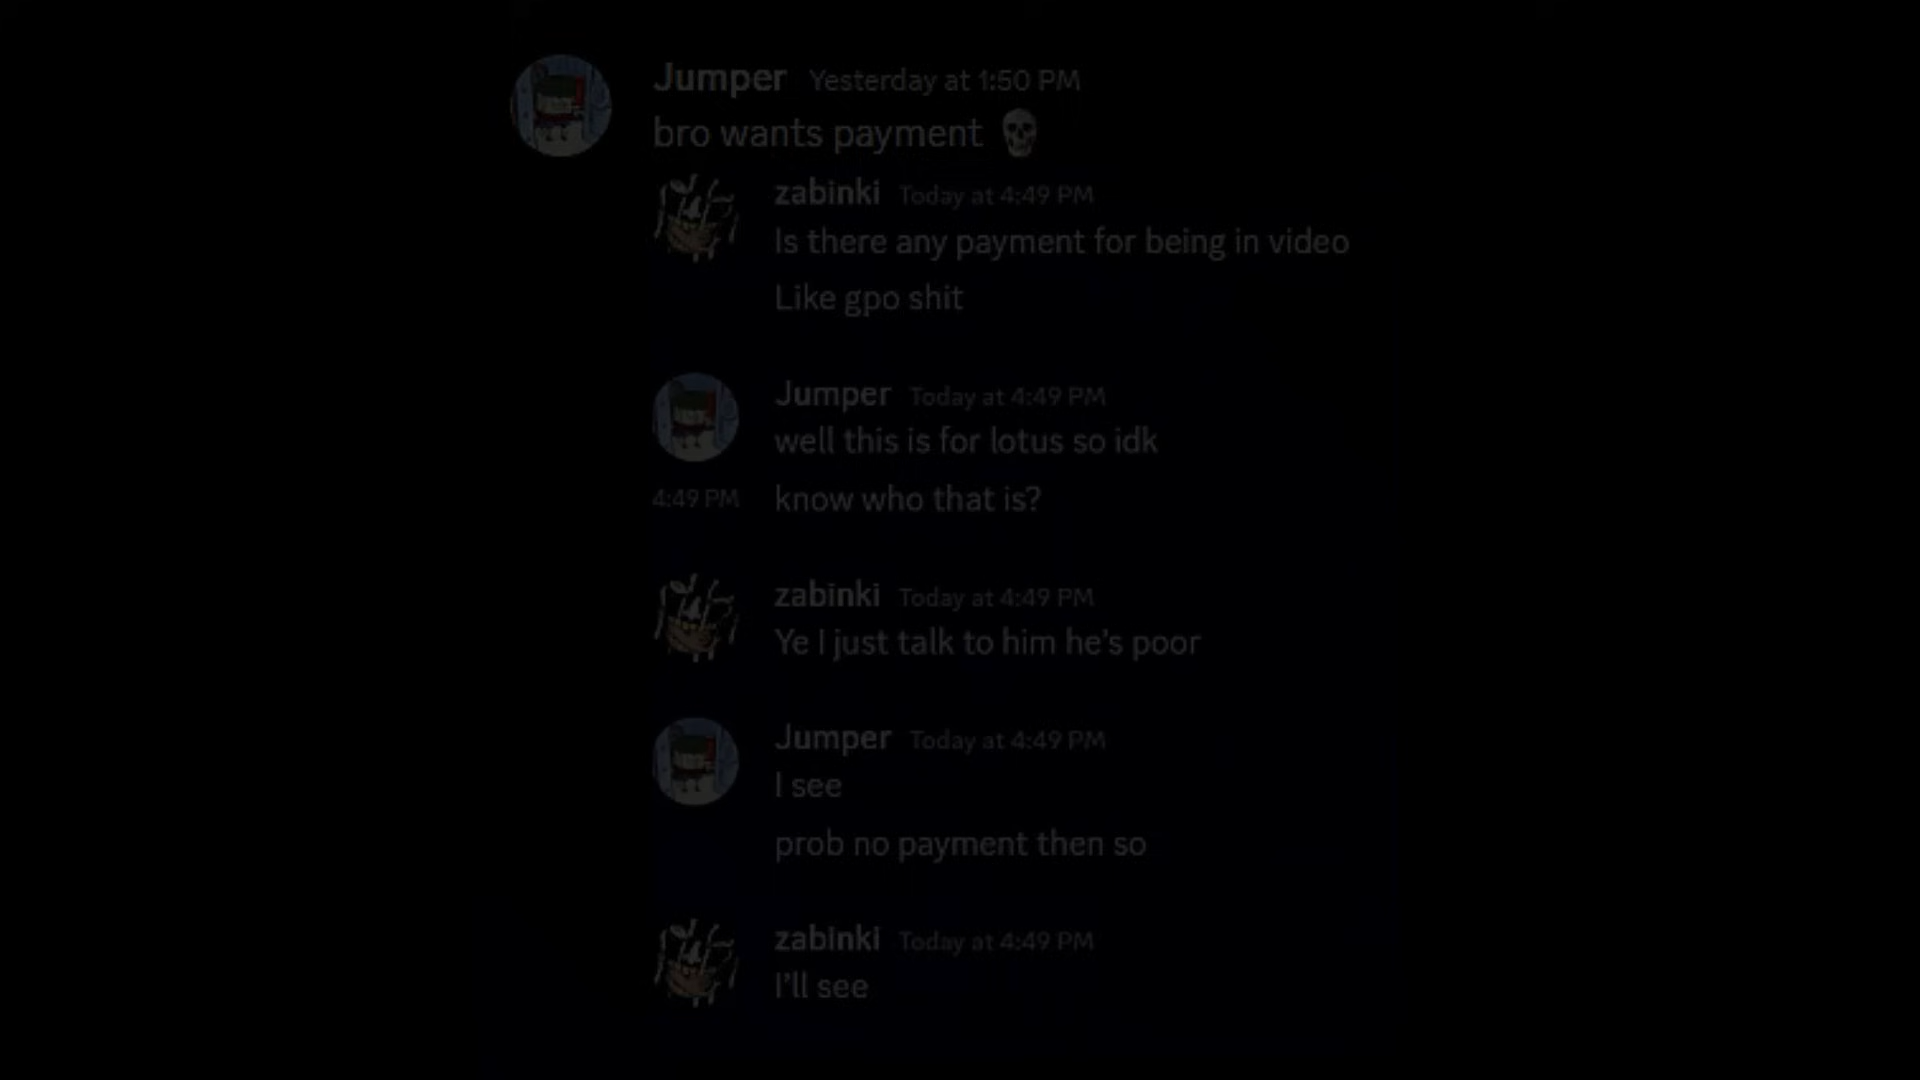 Jumper Yesterday at 1:50 PM
bro wants payment 💀
zabinki Today at 4:49 PM
Is there any payment for being in video
Like gpo shit
Jumper Today at 4:49 PM
well this is for lotus so idk
4:49 PM know who that is?
zabinki Today at 4:49 PM
Ye I just talk to him he's poor
Jumper Today at 4:49 PM
I see
prob no payment then so
zabinki Today at 4:49 PM
I'll see